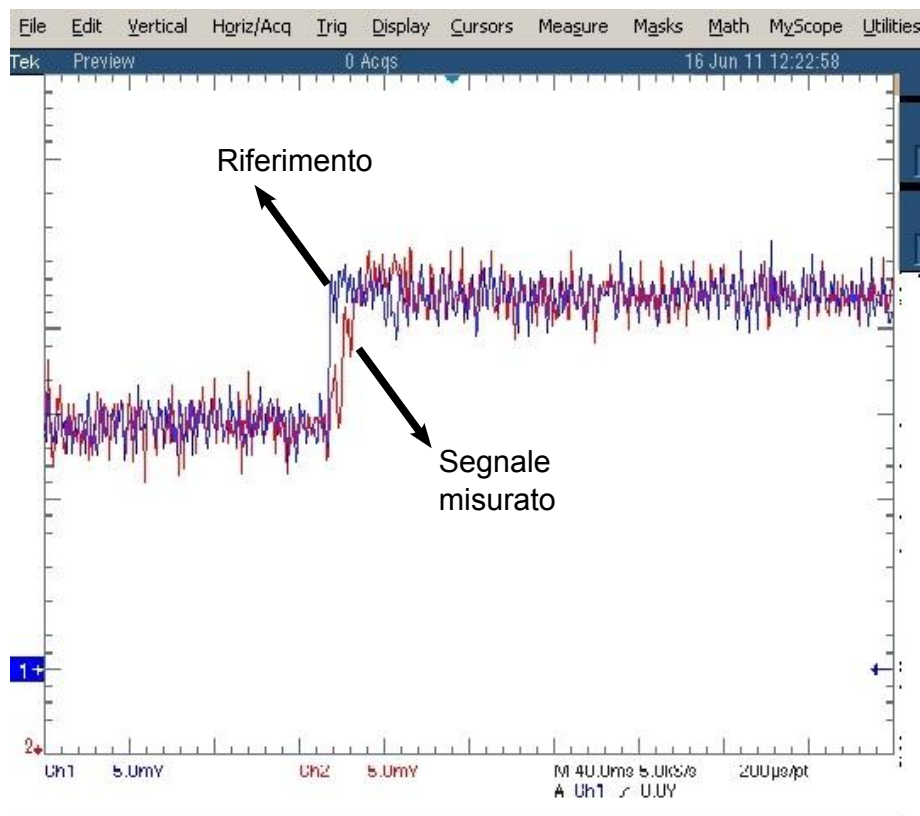 File Edit Vertical Horiz/Acq Trig Display Cursors Measure Masks Math MyScope Utilities
Tek Preview 0 Acqs 16 Jun 11 12:22:58
Riferimento
Segnale
misurato
1
2
Ch1 5.0mV Ch2 5.0mV M 40.0ms 5.0kS/s 200µs/pt
A Ch1 0.0V